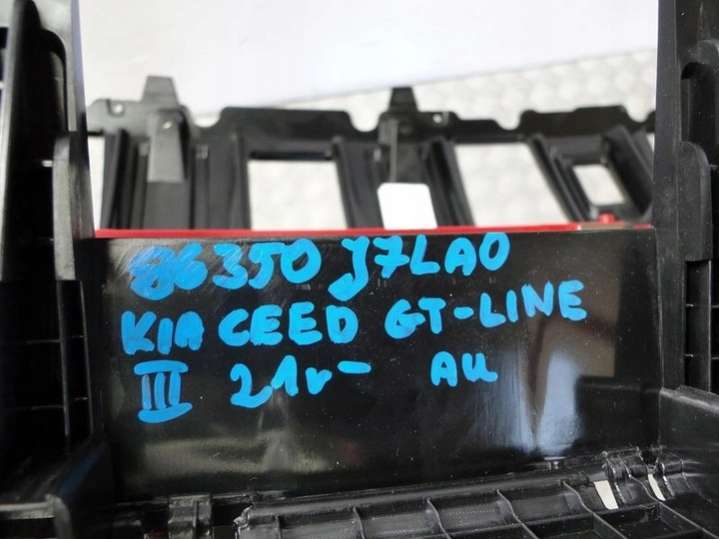 86350 J7LA0
KIA CEED GT-LINE
III 21r- AU